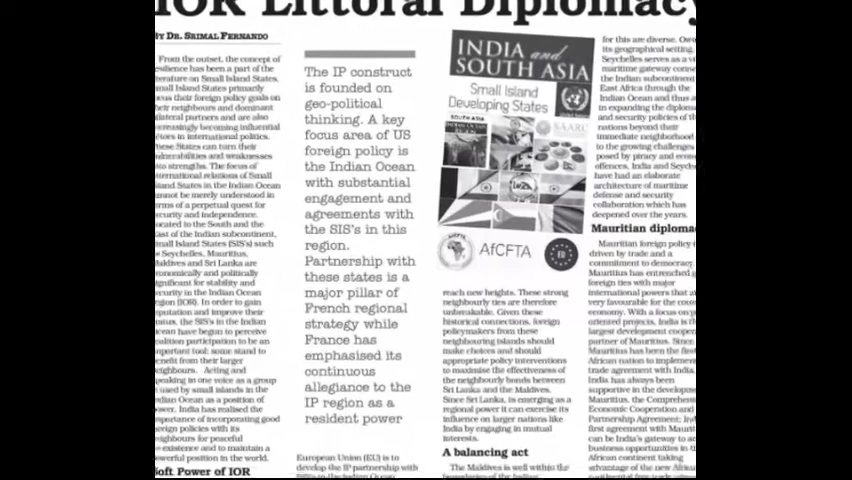 IOR Littoral Diplomacy
By Dr. Srimal Fernando
From the outset, the concept of
resilience has been a part of the
literature on Small Island States.
Small Island States primarily
focus their foreign policy goals on
their neighbours and dominant
bilateral partners and are also
increasingly becoming influential
actors in international politics.
These States can turn their
vulnerabilities and weaknesses
into strengths. The focus of
international relations of Small
Island States in the Indian Ocean
cannot be merely understood in
terms of a perpetual quest for
security and independence.
Located to the South and the
East of the Indian subcontinent,
Small Island States (SIS's) such
as Seychelles, Mauritius,
Maldives and Sri Lanka are
economically and politically
significant for stability and
security in the Indian Ocean
region (IOR). In order to gain
reputation and improve their
status, the SIS's in the Indian
Ocean have begun to perceive
coalition participation to be an
important tool; some stand to
benefit from their larger
neighbours. Acting and
speaking in one voice as a group
is used by small islands in the
Indian Ocean as a position of
power. India has realised the
importance of incorporating good
foreign policies with its
neighbours for peaceful
co-existence and to maintain a
powerful position in the world.
Soft Power of IOR
The IP construct
is founded on
geo-political
thinking. A key
focus area of US
foreign policy is
the Indian Ocean
with substantial
engagement and
agreements with
the SIS's in this
region.
Partnership with
these states is a
major pillar of
French regional
strategy while
France has
emphasised its
continuous
allegiance to the
IP region as a
resident power
European Union (EU) is to
develop the IP partnership with
SIS's in the Indian Ocean
INDIA and
SOUTH ASIA
Small Island
Developing States
SOUTH ASIA
INDIAN OCEAN
SAARC
AfCFTA
AfCFTA
reach new heights. These strong
neighbourly ties are therefore
unbreakable. Given these
historical connections, foreign
policymakers from these
neighbouring islands should
make choices and should
appropriate policy interventions
to maximise the effectiveness of
the neighbourly bonds between
Sri Lanka and the Maldives.
Since Sri Lanka, is emerging as a
regional power it can exercise its
influence on larger nations like
India by engaging in mutual
interests.
A balancing act
The Maldives is well within the
boundaries of the Indian
for this are diverse. 
its geographical setting,
Seychelles serves as a
maritime gateway
the Indian subcontinent
East Africa through the
Indian Ocean and thus
in expanding the
and security policies of
nations beyond their
immediate neighborhood
to the growing challenges
posed by piracy and
offences. India and
have had an elaborate
architecture of maritime
defense and security
collaboration which has
deepened over the years.
Mauritian
Mauritian foreign policy
driven by trade and a
commitment to democracy.
Mauritius has entrenched
foreign ties with major
international powers that
very favourable for the
economy. With a focus on
oriented projects, India is
largest development
partner of Mauritius. Since
Mauritius has been the first
African nation to implement
trade agreement with India.
India has always been
supportive in the
Mauritius, the
Economic Cooperation and
Partnership Agreement;
first agreement with
can be India's gateway to
business opportunities in
African continent taking
advantage of the new
free trade